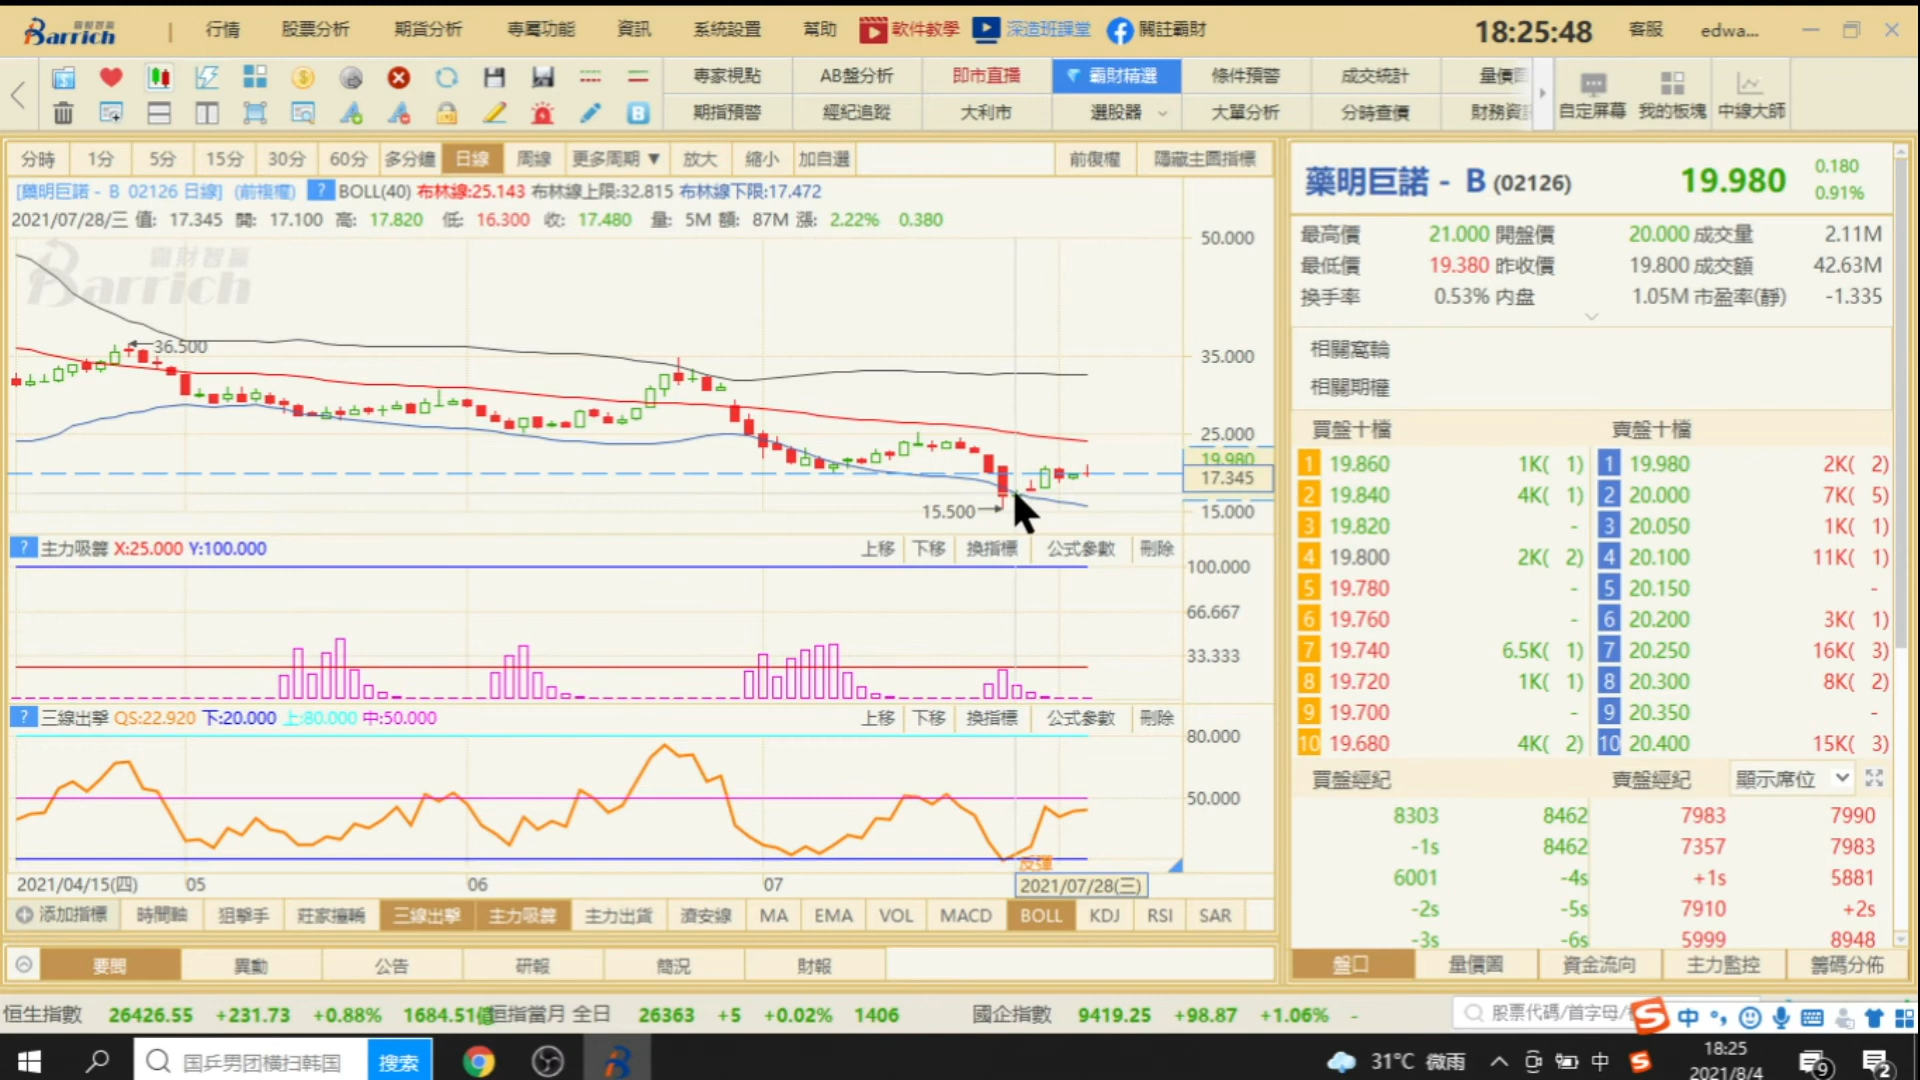 Barrich 霸財智贏 | 行情 股票分析 期貨分析 專屬功能 資訊 系統設置 幫助 軟件教學 深造班課堂 關註霸財 18:25:48 客服 edwa...
專家視點 AB盤分析 即市直播 霸財精選 條件預警 成交統計
期指預警 經紀追蹤 大利市 選股器 大單分析 分時查價
自定屏幕 我的板塊 中線大師
分時 1分 5分 15分 30分 60分 多分鐘 日線 周線 更多周期 ▼ 放大 縮小 加自選 前復權 隱藏主圖指標
[藥明巨諾 - B 02126 日線] (前複權) ? BOLL(40) 布林線:25.143 布林線上限:32.815 布林線下限:17.472
2021/07/28/三 值: 17.345 開: 17.100 高: 17.820 低: 16.300 收: 17.480 量: 5M 額: 87M 漲: 2.22% 0.380
霸財智贏
Barrich
50.000
36.500
35.000
25.000
19.980
17.345
15.500
15.000
? 主力吸籌 X:25.000 Y:100.000 上移 下移 換指標 公式參數 刪除
100.000
66.667
33.333
? 三線出擊 QS:22.920 下:20.000 上:80.000 中:50.000 上移 下移 換指標 公式參數 刪除
80.000
50.000
反彈
2021/04/15(四) 05 06 07 2021/07/28(三)
添加指標 時間軸 狙擊手 三線出擊 主力吸籌 主力出貨 濟安線 MA EMA VOL MACD BOLL KDJ RSI SAR
要聞 異動 公告 研報 簡況 財報
藥明巨諾 - B (02126) 19.980 0.180
0.91%
最高價 21.000 開盤價 20.000 成交量 2.11M
最低價 19.380 昨收價 19.800 成交額 42.63M
換手率 0.53% 內盘 1.05M 市盈率(靜) -1.335
相關窩輪
相關期權
買盤十檔 賣盤十檔
1 19.860 1K( 1) 1 19.980 2K( 2)
2 19.840 4K( 1) 2 20.000 7K( 5)
3 19.820 - 3 20.050 1K( 1)
4 19.800 2K( 2) 4 20.100 11K( 1)
5 19.780 - 5 20.150 -
6 19.760 - 6 20.200 3K( 1)
7 19.740 6.5K( 1) 7 20.250 16K( 3)
8 19.720 1K( 1) 8 20.300 8K( 2)
9 19.700 - 9 20.350 -
10 19.680 4K( 2) 10 20.400 15K( 3)
買盤經紀 賣盤經紀 顯示席位
8303 8462 7983 7990
-1s 8462 7357 7983
6001 -4s +1s 5881
-2s -5s 7910 +2s
-3s -6s 5999 8948
盤口 量價圖 資金流向 主力監控 籌碼分佈
恒生指數 26426.55 +231.73 +0.88% 1684.51億 恒指當月 全日 26363 +5 +0.02% 1406 國企指數 9419.25 +98.87 +1.06% - 股票代碼/首字母/
中
国乒男团横扫韩国 搜索 31°C 微雨 中 18:25
2021/8/4 9 2